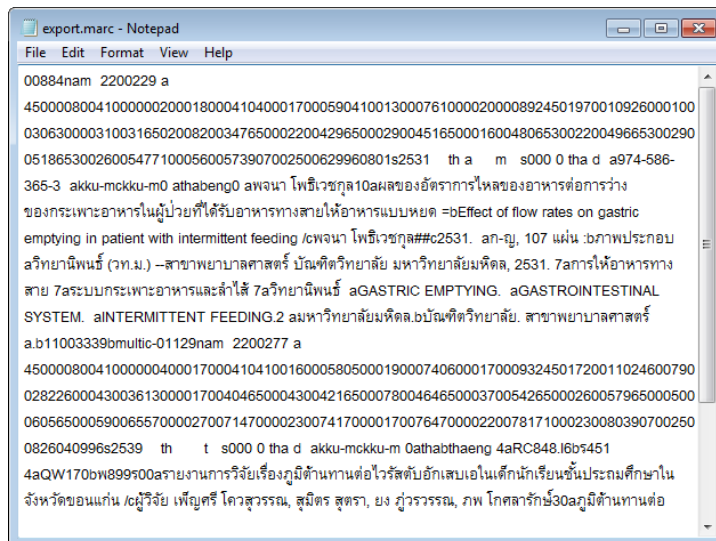 export.marc - Notepad
File Edit Format View Help
00884nam 2200229 a
45000080041000000200018000410400017000590410013000761000020000892450197001092600010 0
03063000031003165020082003476500022004296500029004516500016004806530022004966530029 0
05186530026005477100056005739070025006299608 01s2531 th a m s000 0 tha d a974-586-
365-3 akku-mckku-m0 athabeng0 aพจนา โพธิเวชกุล10aผลของอัตราการไหลของอาหารต่อการว่าง
ของกระเพาะอาหารในผู้ป่วยที่ได้รับอาหารทางสายให้อาหารแบบหยด =bEffect of flow rates on gastric
emptying in patient with intermittent feeding /cพจนา โพธิเวชกุล##c2531. aก-ญ, 107 แผ่น :bภาพประกอบ
aวิทยานิพนธ์ (วท.ม.) --สาขาพยาบาลศาสตร์ บัณฑิตวิทยาลัย มหาวิทยาลัยมหิดล, 2531. 7aการให้อาหารทาง
สาย 7aระบบกระเพาะอาหารและลำไส้ 7aวิทยานิพนธ์ aGASTRIC EMPTYING. aGASTROINTESTINAL
SYSTEM. aINTERMITTENT FEEDING.2 aมหาวิทยาลัยมหิดล.bบัณฑิตวิทยาลัย. สาขาพยาบาลศาสตร์
a.b11003339bmultic-01129nam 2200277 a
45000080041000000400017000410410016000580500019000740600017000932450172001102460079 0
02822600043003613000017004046500043004216500078004646500037005426500026005796500050 0
06056500059006557000027007147000023007417000017007647000022007817100023008039070025 0
0826040996s2539 th t s000 0 tha d akku-mckku-m 0athabthaeng 4aRC848.I6bร451
4aQW170bพ899ร00aรายงานการวิจัยเรื่องภูมิต้านทานต่อไวรัสตับอักเสบเอในเด็กนักเรียนชั้นประถมศึกษาใน
จังหวัดขอนแก่น /cผู้วิจัย เพ็ญศรี โควสุวรรณ, สุมิตร สุตรา, ยง ภู่วรวรรณ, ภพ โกศลารักษ์30aภูมิต้านทานต่อ